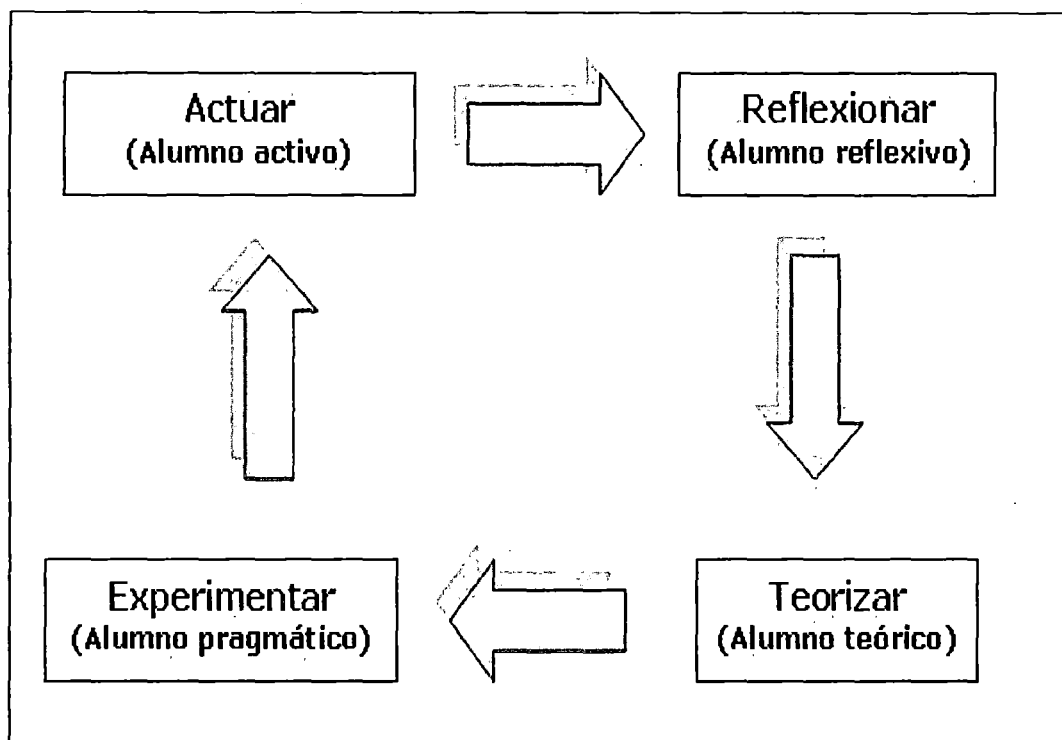 Actuar
(Alumno activo)
Reflexionar
(Alumno reflexivo)
Experimentar
(Alumno pragmático)
Teorizar
(Alumno teórico)